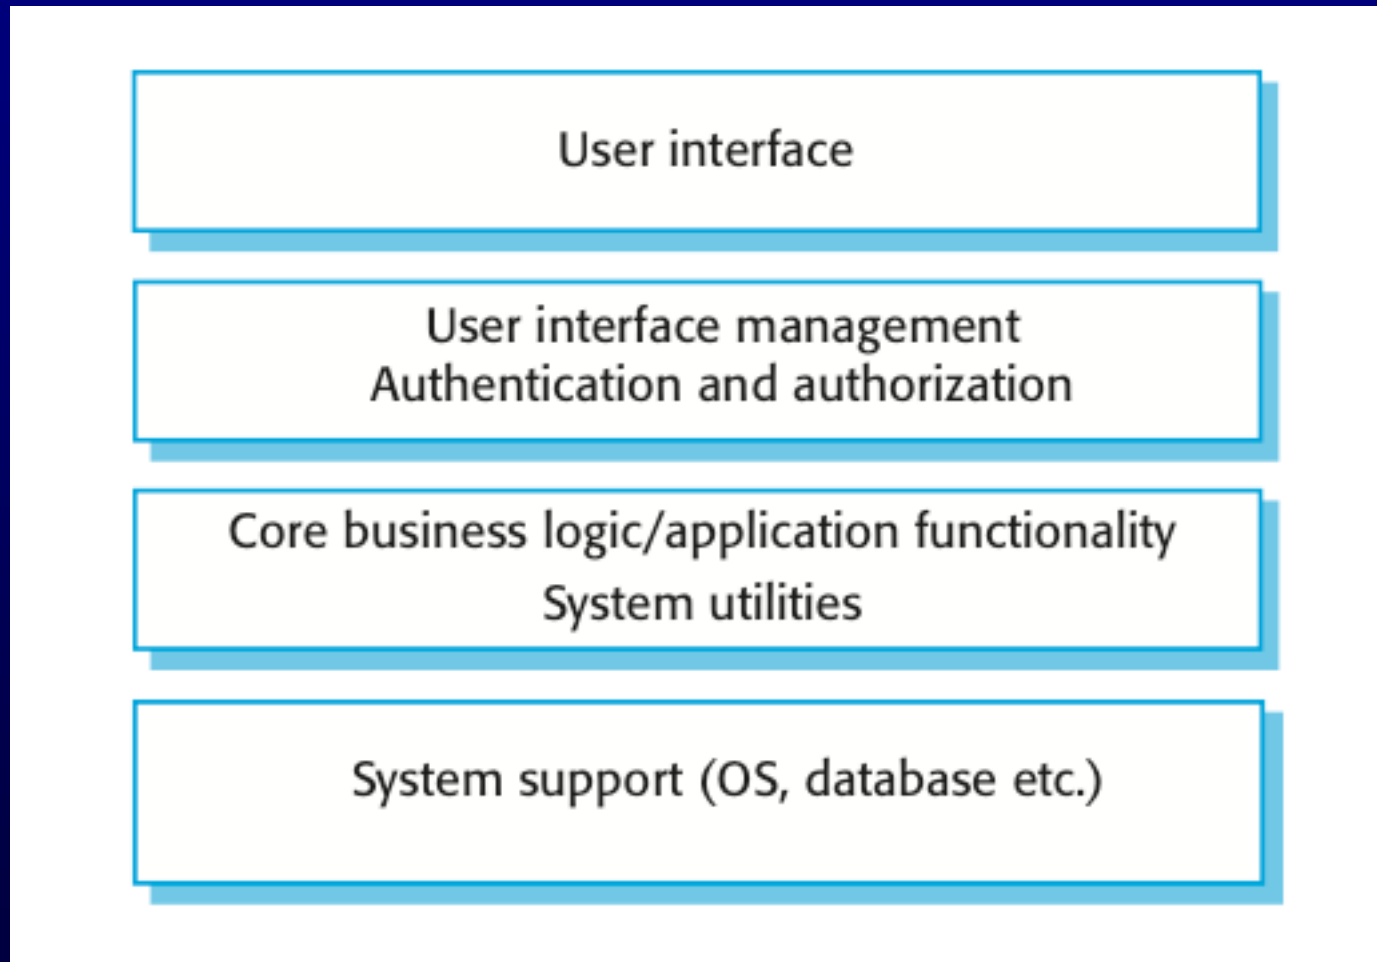 User interface
User interface management
Authentication and authorization
Core business logic/application functionality
System utilities
System support (OS, database etc.)